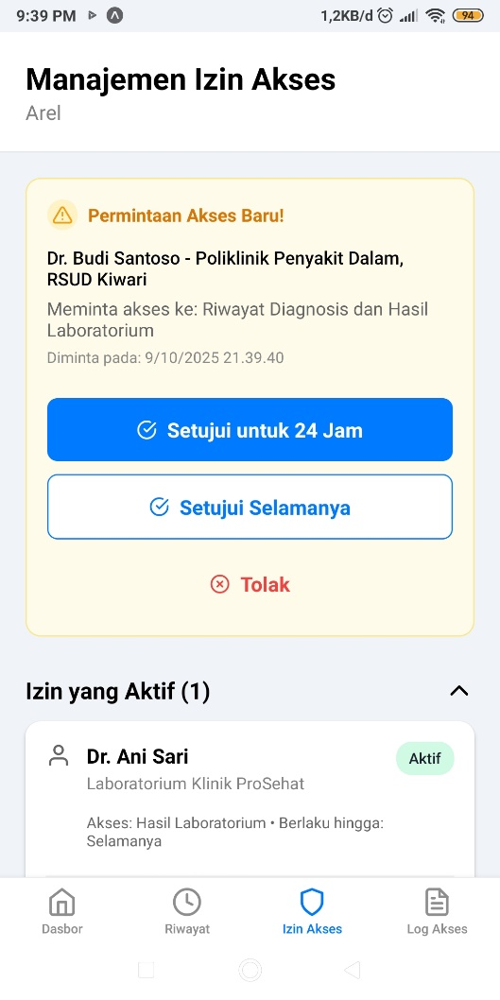 9:39 PM
1,2KB/d
94
Manajemen Izin Akses
Arel
Permintaan Akses Baru!
Dr. Budi Santoso - Poliklinik Penyakit Dalam,
RSUD Kiwari
Meminta akses ke: Riwayat Diagnosis dan Hasil
Laboratorium
Diminta pada: 9/10/2025 21.39.40
Setujui untuk 24 Jam
Setujui Selamanya
Tolak
Izin yang Aktif (1)
Dr. Ani Sari
Aktif
Laboratorium Klinik ProSehat
Akses: Hasil Laboratorium • Berlaku hingga:
Selamanya
Dasbor
Riwayat
Izin Akses
Log Akses